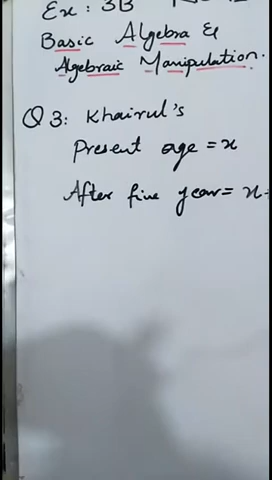 Ex: 3B
Basic Algebra &
Algebraic Manipulation.
Q 3: Khairul's
Present age = x
After five year = x